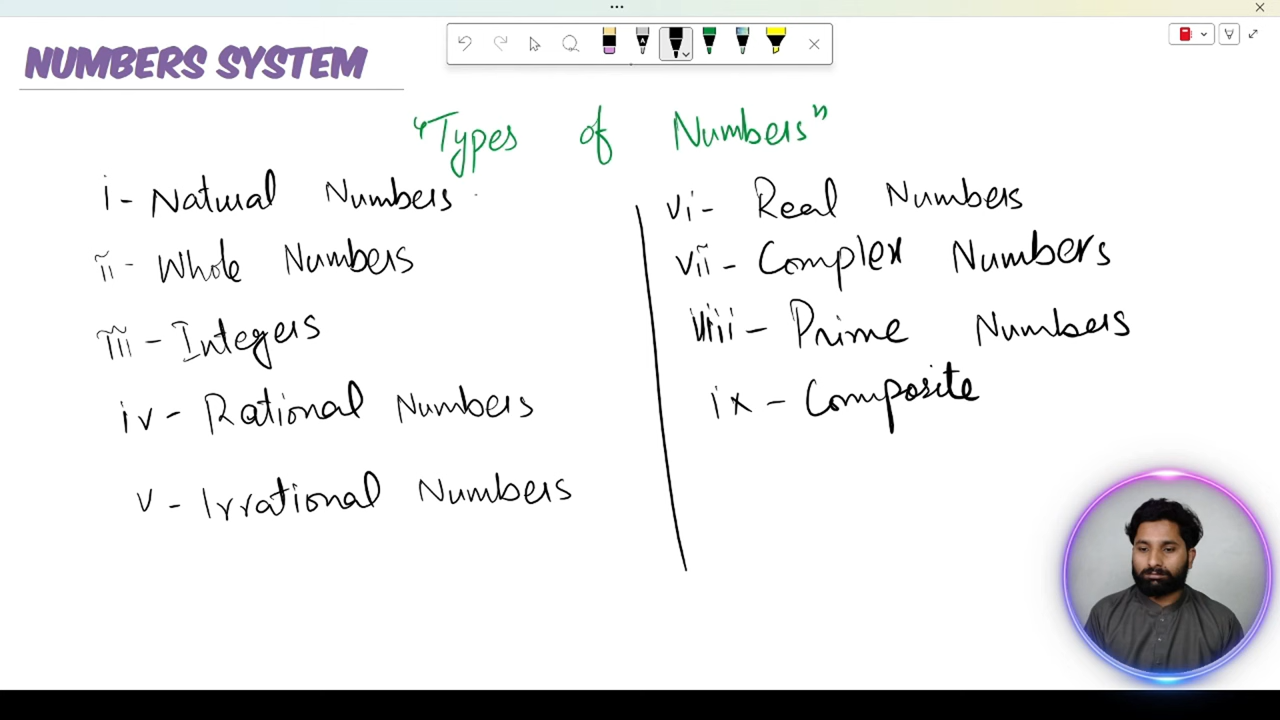 NUMBERS SYSTEM
"Types of Numbers"
i- Natural Numbers
ii- Whole Numbers
iii- Integers
iv- Rational Numbers
v- Irrational Numbers
vi- Real Numbers
vii- Complex Numbers
viii- Prime Numbers
ix- Composite